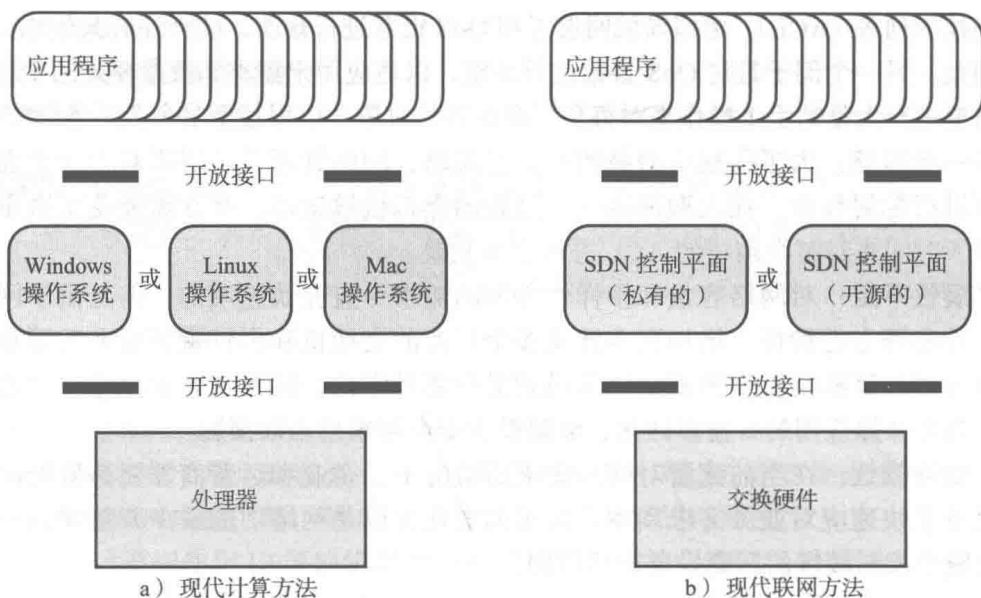 应用程序
应用程序
开放接口
开放接口
Windows
操作系统
或
Linux
操作系统
或
Mac
操作系统
SDN 控制平面
（私有的
或
SDN 控制平面
（开源的
开放接口
开放接口
处理器
交换硬件
a）现代计算方法
b）现代联网方法